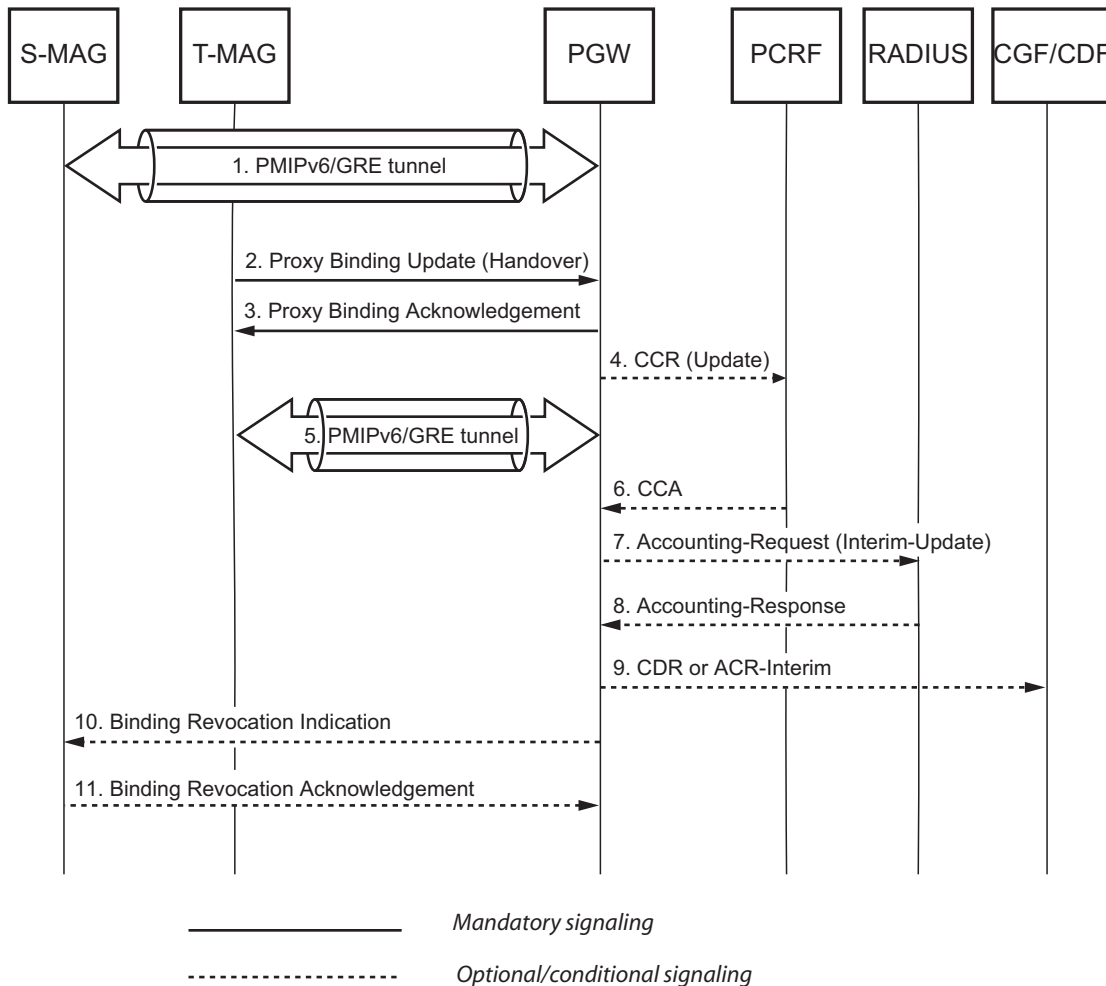 S-MAG
T-MAG
PGW
PCRF
RADIUS
CGF/CDF
1. PMIPv6/GRE tunnel
2. Proxy Binding Update (Handover)
3. Proxy Binding Acknowledgement
4. CCR (Update)
5. PMIPv6/GRE tunnel
6. CCA
7. Accounting-Request (Interim-Update)
8. Accounting-Response
9. CDR or ACR-Interim
10. Binding Revocation Indication
11. Binding Revocation Acknowledgement
Mandatory signaling
Optional/conditional signaling